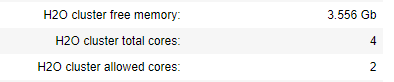 H2O cluster free memory: 3.556 Gb
H2O cluster total cores: 4
H2O cluster allowed cores: 2